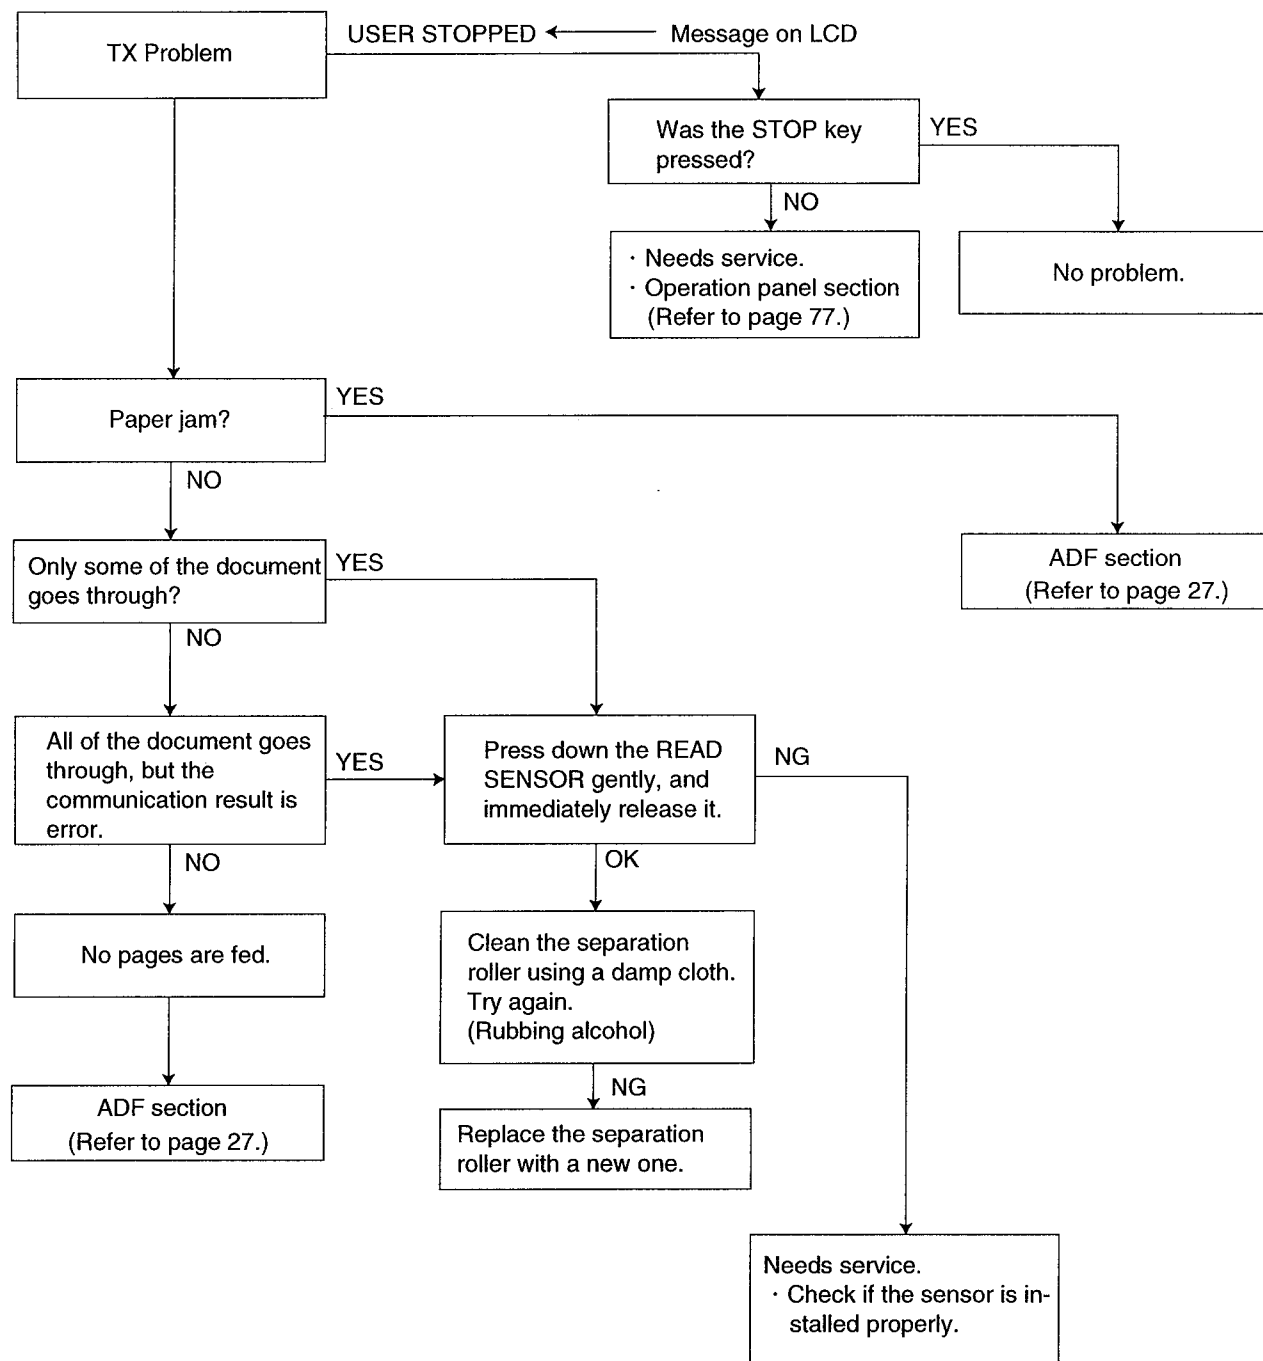 TX Problem
USER STOPPED
Message on LCD
Was the STOP key
pressed?
YES
NO
· Needs service.
· Operation panel section
(Refer to page 77.)
No problem.
Paper jam?
YES
NO
ADF section
(Refer to page 27.)
Only some of the document
goes through?
YES
NO
All of the document goes
through, but the
communication result is
error.
YES
NO
Press down the READ
SENSOR gently, and
immediately release it.
NG
OK
No pages are fed.
Clean the separation
roller using a damp cloth.
Try again.
(Rubbing alcohol)
NG
ADF section
(Refer to page 27.)
Replace the separation
roller with a new one.
Needs service.
· Check if the sensor is in-
stalled properly.